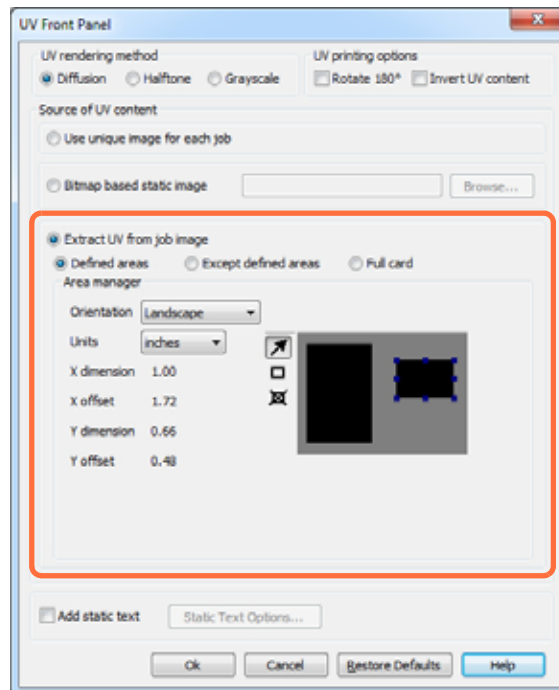 UV Front Panel
UV rendering method UV printing options
Diffusion Halftone Grayscale Rotate 180° Invert UV content
Source of UV content
Use unique image for each job
Bitmap based static image Browse...
Extract UV from job image
Defined areas Except defined areas Full card
Area manager
Orientation Landscape
Units inches
X dimension 1.00
X offset 1.72
Y dimension 0.66
Y offset 0.48
Add static text Static Text Options...
Ok Cancel Restore Defaults Help